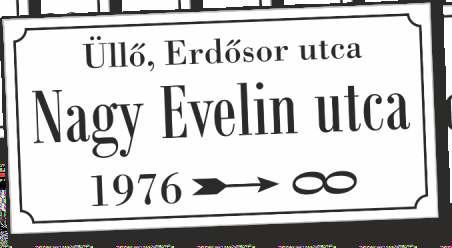 Üllő, Erdősor utca
Nagy Evelin utca
1976 ➳ ∞